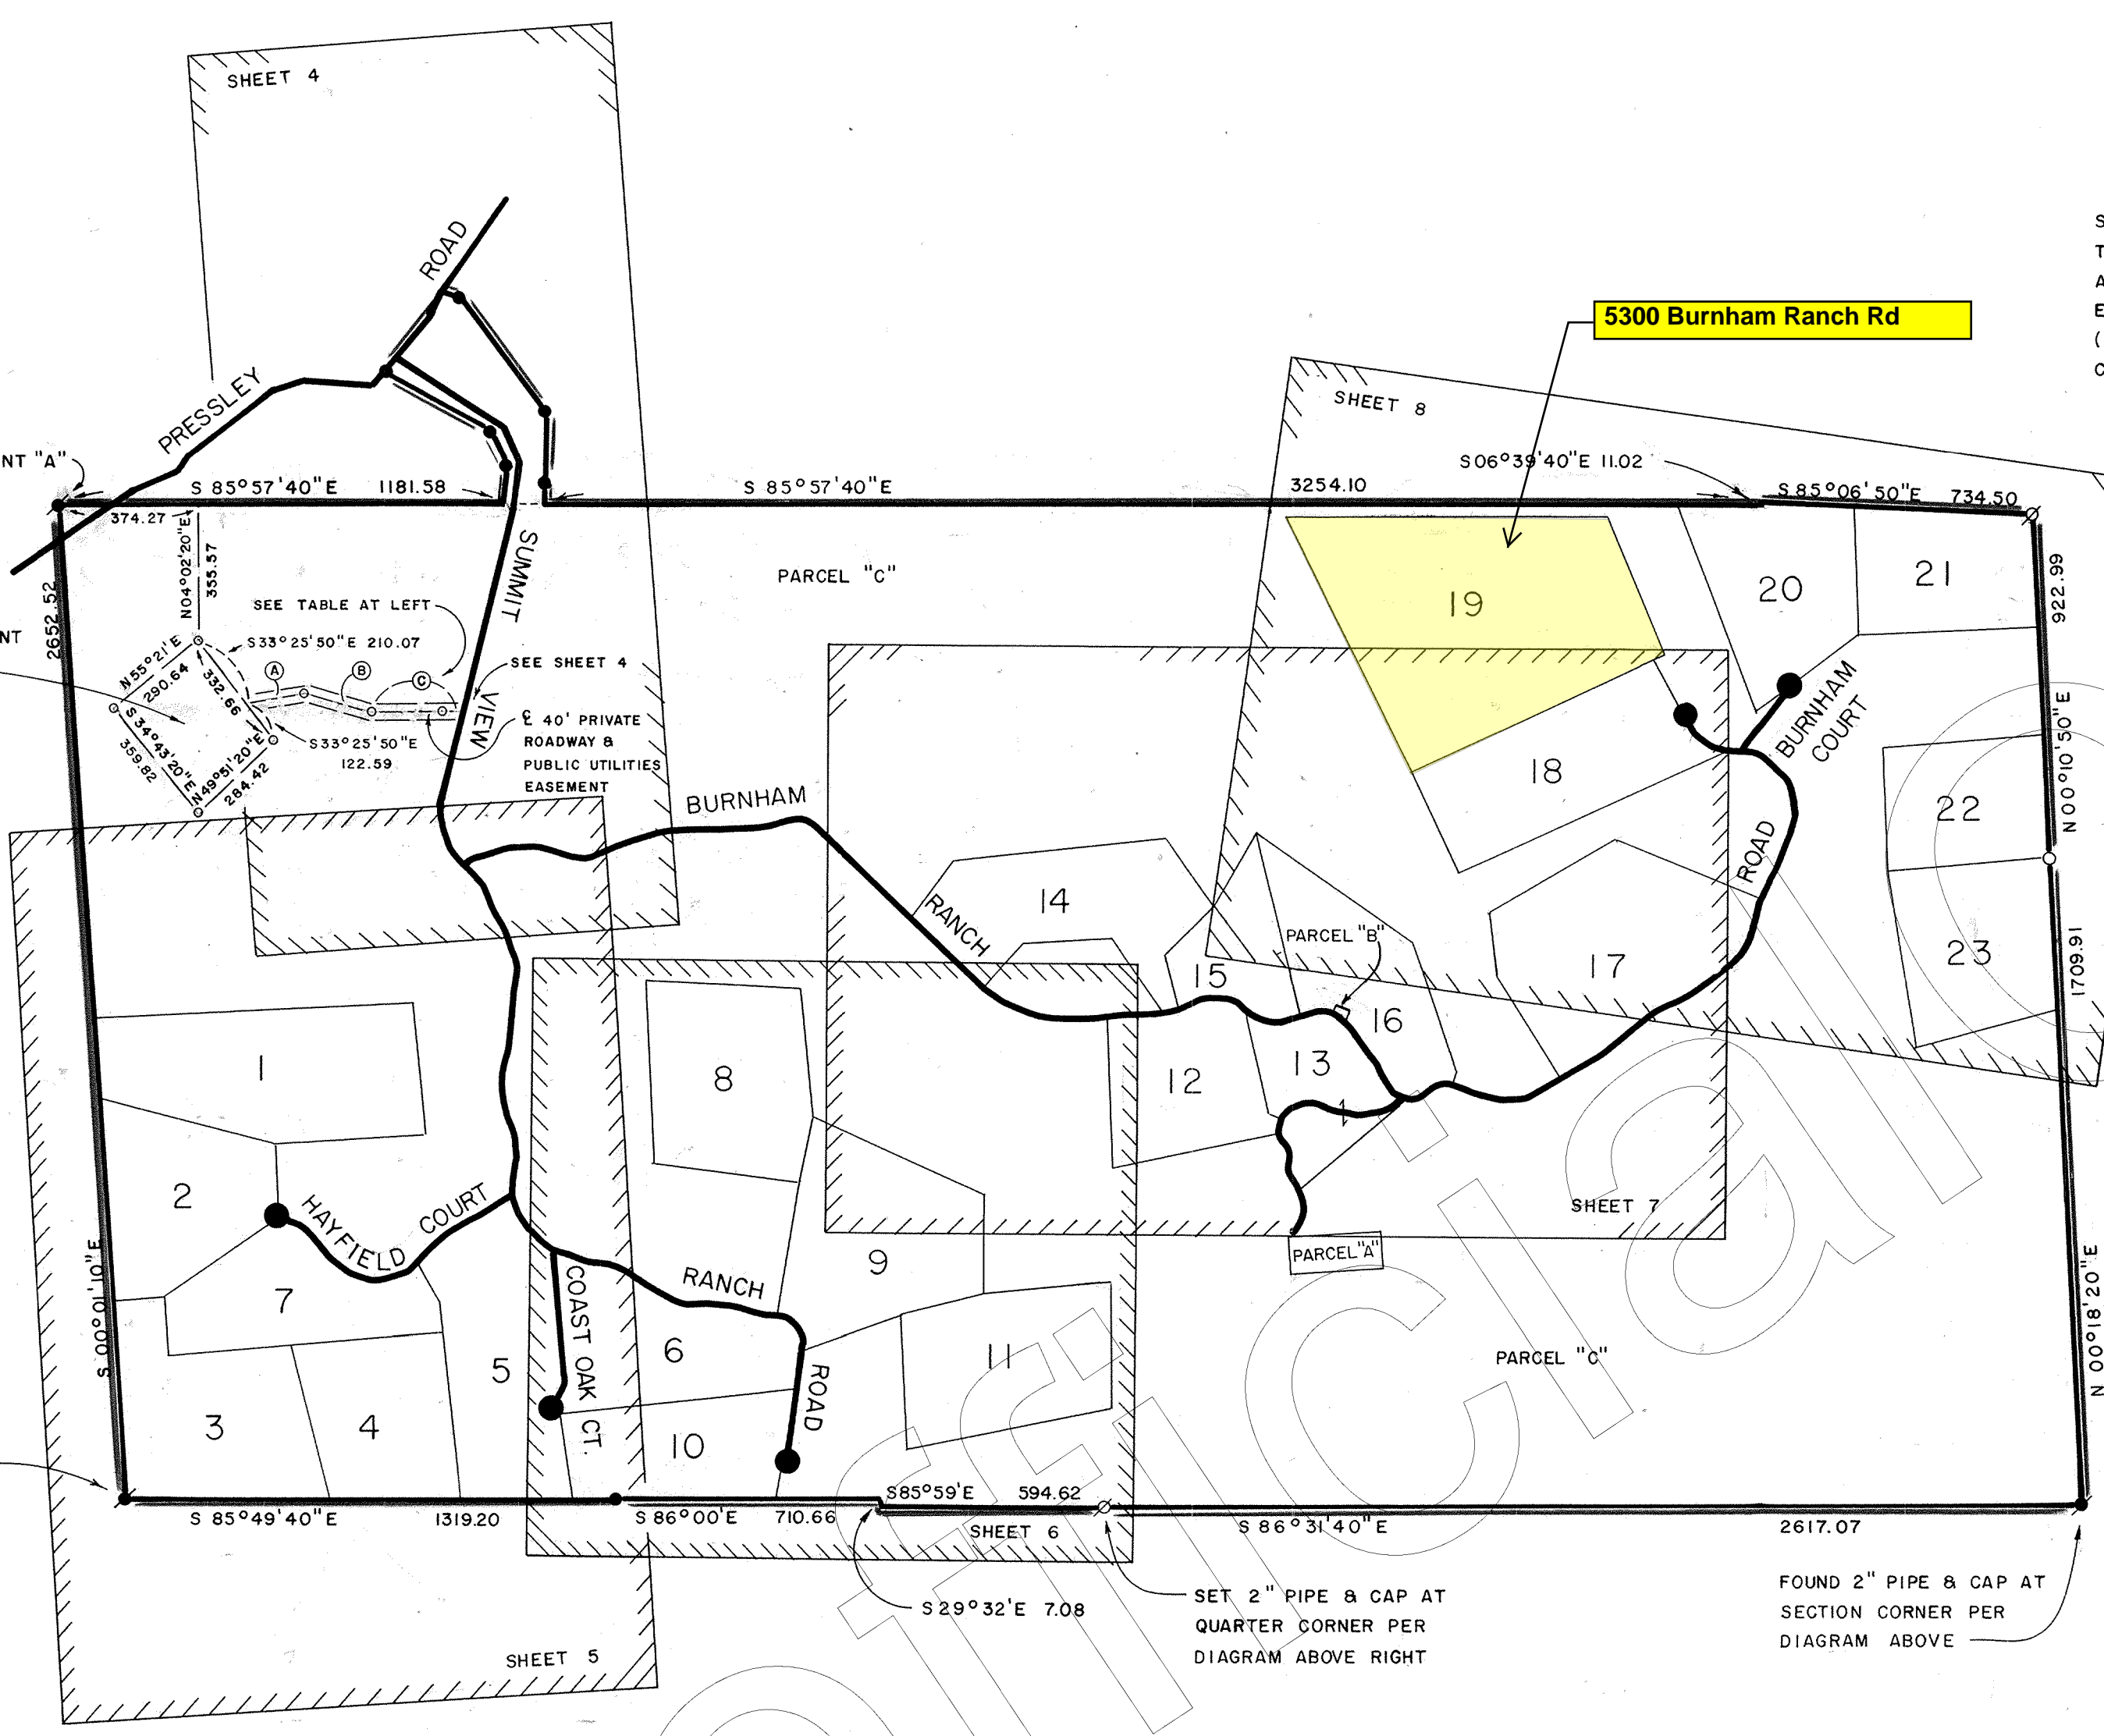 SHEET 4
ROAD
PRESSLEY
5300 Burnham Ranch Rd
SHEET 8
S06°39'40"E 11.02
NT "A"
S 85°57'40"E 1181.58
S 85°57'40"E
3254.10
S 85°06'50"E 734.50
374.27
N04°02'20"E
355.57
SUMMIT
VIEW
PARCEL "C"
2652.52
922.99
19
20
21
NT
SEE TABLE AT LEFT
S33°25'50"E 210.07
SEE SHEET 4
A
B
C
N55°21'E
290.64
332.66
S 34°43'20"E
359.82
N49°51'20"E
284.42
S33°25'50"E
122.59
℄ 40' PRIVATE
ROADWAY &
PUBLIC UTILITIES
EASEMENT
BURNHAM
COURT
N00°10'50"E
18
22
BURNHAM
RANCH
ROAD
14
PARCEL "B"
15
16
17
23
1709.91
1
8
12
13
2
HAYFIELD COURT
SHEET 7
PARCEL "A"
9
7
RANCH
COAST OAK CT.
6
ROAD
5
11
PARCEL "C"
S 00°01'10"E
N 00°18'20"E
3
4
10
S 85°49'40"E 1319.20
S 86°00'E 710.66
S85°59'E 594.62
SHEET 6
S 86°31'40"E
2617.07
S29°32'E 7.08
SET 2" PIPE & CAP AT
QUARTER CORNER PER
DIAGRAM ABOVE RIGHT
FOUND 2" PIPE & CAP AT
SECTION CORNER PER
DIAGRAM ABOVE
SHEET 5
S
T
A
E
(
C